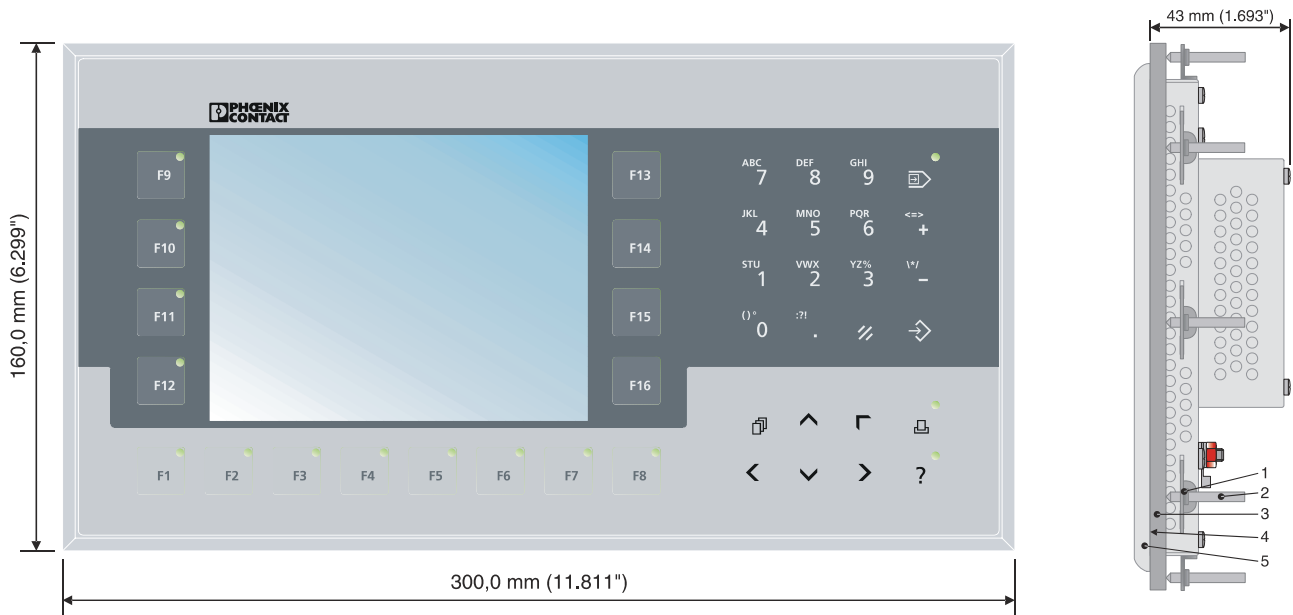 43 mm (1.693")
PHŒNIX
CONTACT
F9
F13
ABC DEF GHI
7 8 9
F10
F14
JKL MNO PQR <=>
4 5 6 +
STU VWX YZ% \*/
1 2 3 –
F11
F15
()° :?!
0 .
F12
F16
F1 F2 F3 F4 F5 F6 F7 F8
?
160,0 mm (6.299")
300,0 mm (11.811")
1
2
3
4
5